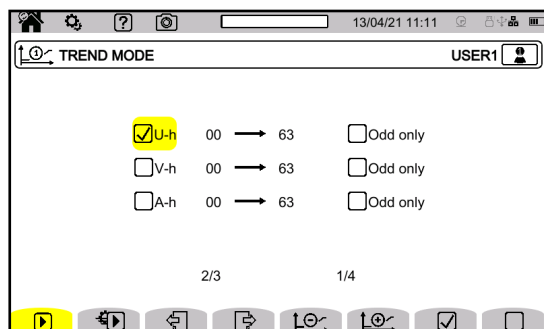 13/04/21 11:11
TREND MODE USER1
U-h 00 → 63 Odd only
V-h 00 → 63 Odd only
A-h 00 → 63 Odd only
2/3 1/4